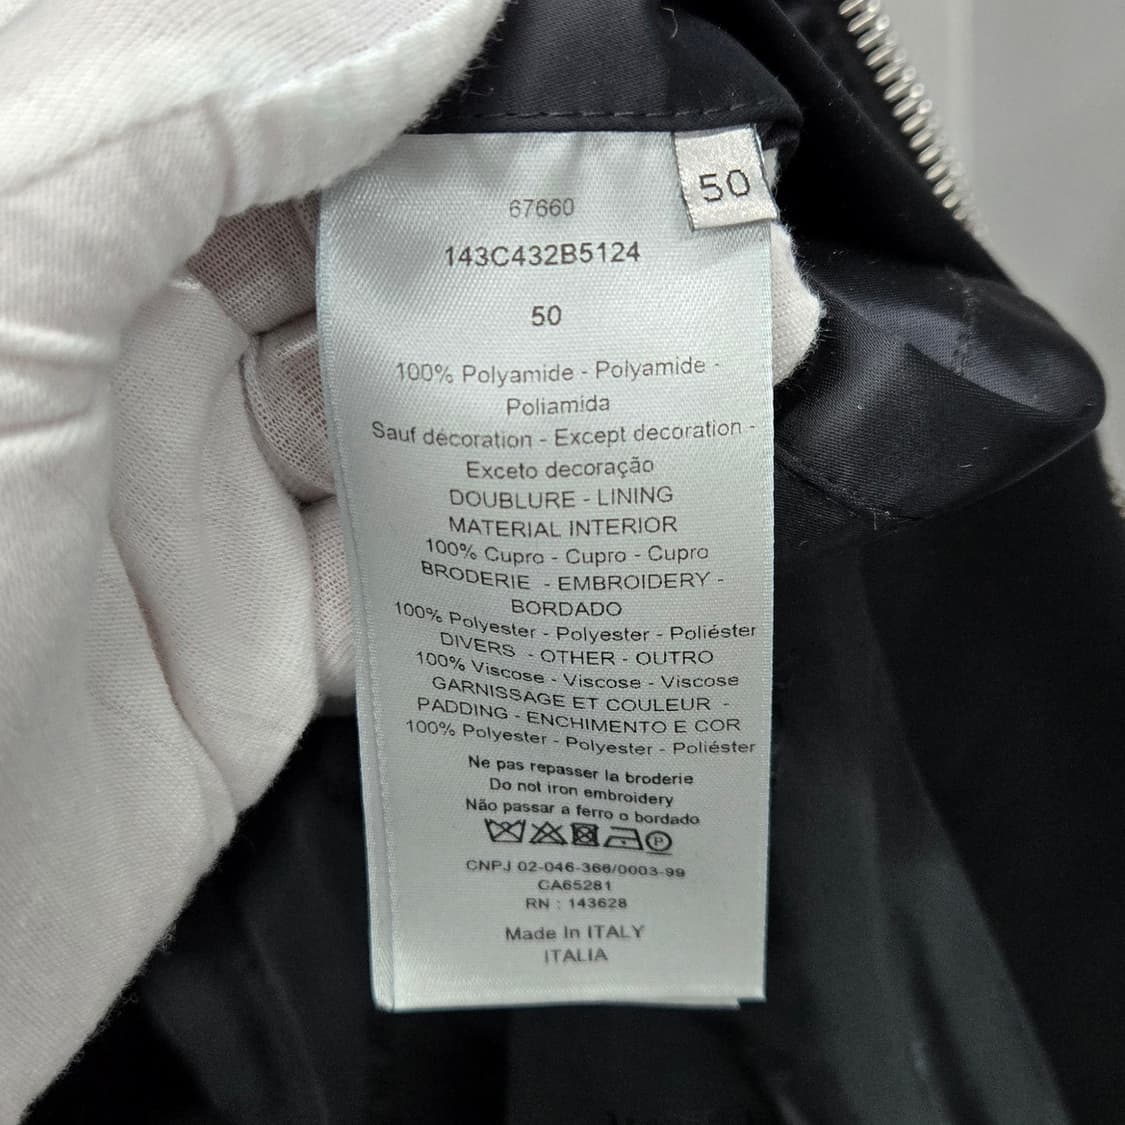 50
67660
143C432B5124
50
100% Polyamide - Polyamide -
Poliamida
Sauf décoration - Except decoration -
Exceto decoração
DOUBLURE - LINING
MATERIAL INTERIOR
100% Cupro - Cupro - Cupro
BRODERIE - EMBROIDERY -
BORDADO
100% Polyester - Polyester - Poliéster
DIVERS - OTHER - OUTRO
100% Viscose - Viscose - Viscose
GARNISSAGE ET COULEUR -
PADDING - ENCHIMENTO E COR
100% Polyester - Polyester - Poliéster
Ne pas repasser la broderie
Do not iron embroidery
Não passar a ferro o bordado
P
CNPJ 02-046-366/0003-99
CA65281
RN : 143628
Made In ITALY
ITALIA